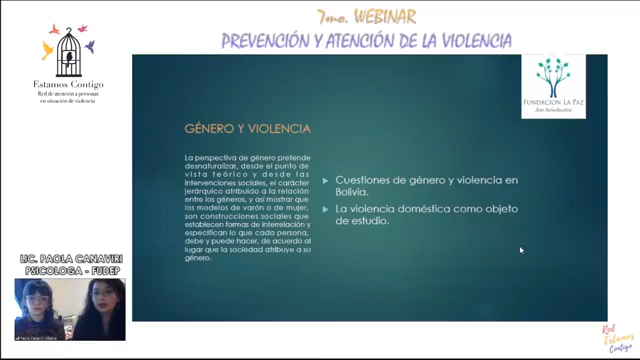 7mo. WEBINAR
PREVENCIÓN Y ATENCIÓN DE LA VIOLENCIA
Estamos Contigo
Red de atención a personas
en situación de violencia
FUNDACION LA PAZ
Área Socioeducativa
GÉNERO Y VIOLENCIA
La perspectiva de género pretende
desnaturalizar, desde el punto de
vista teórico y desde las
intervenciones sociales, el carácter
jerárquico atribuido a la relación
entre los géneros, y así mostrar que
los modelos de varón o de mujer,
son construcciones sociales que
establecen formas de interrelación y
especifican lo que cada persona,
debe y puede hacer, de acuerdo al
lugar que la sociedad atribuye a su
género.
Cuestiones de género y violencia en
Bolivia.
La violencia doméstica como objeto
de estudio.
LIC. PAOLA CANAVIRI
PSICOLOGA - FUDEP
Red
Estamos
Contigo